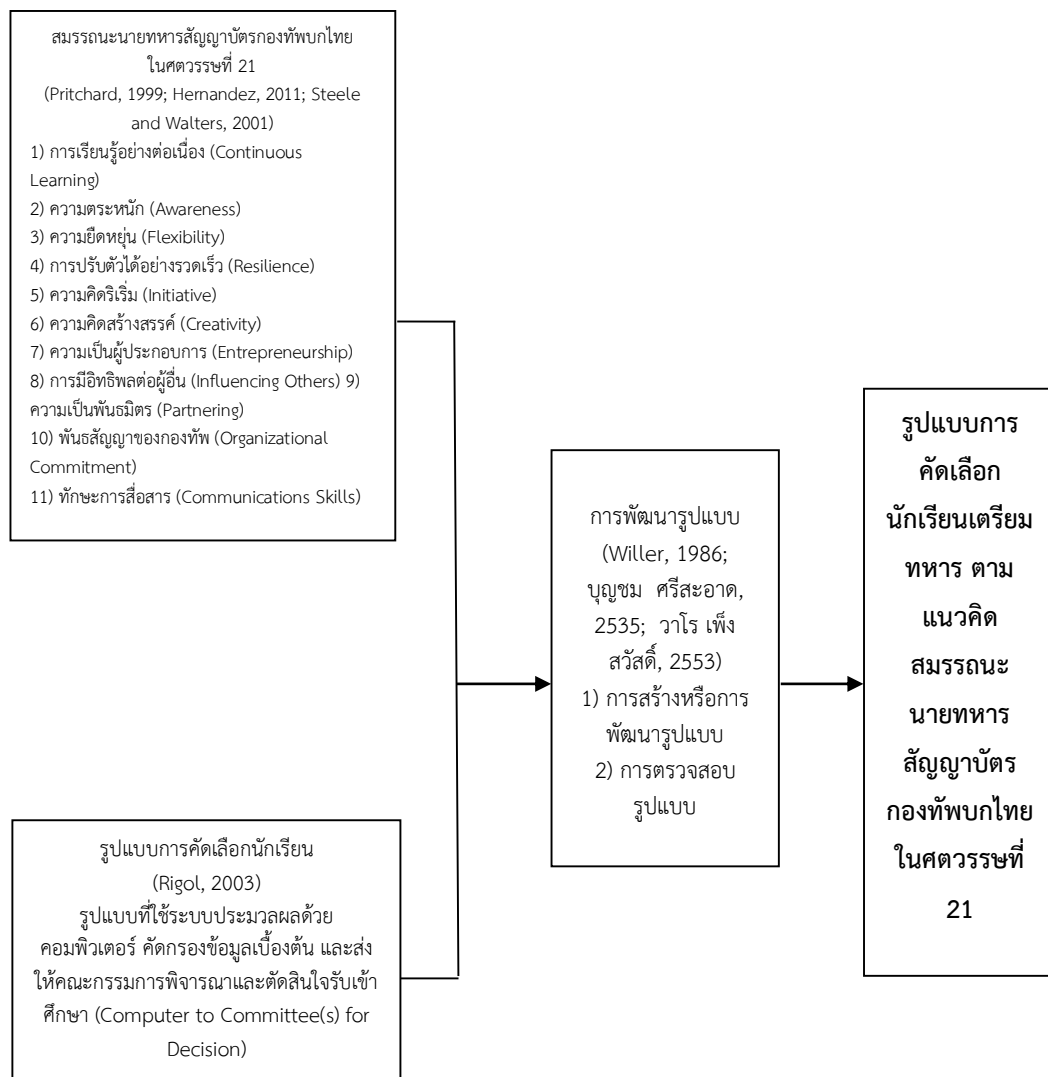 สมรรถนะนายทหารสัญญาบัตรกองทัพบกไทย
ในศตวรรษที่ 21
(Pritchard, 1999; Hernandez, 2011; Steele
and Walters, 2001)
1) การเรียนรู้อย่างต่อเนื่อง (Continuous
Learning)
2) ความตระหนัก (Awareness)
3) ความยืดหยุ่น (Flexibility)
4) การปรับตัวได้อย่างรวดเร็ว (Resilience)
5) ความคิดริเริ่ม (Initiative)
6) ความคิดสร้างสรรค์ (Creativity)
7) ความเป็นผู้ประกอบการ (Entrepreneurship)
8) การมีอิทธิพลต่อผู้อื่น (Influencing Others) 9)
ความเป็นพันธมิตร (Partnering)
10) พันธสัญญาของกองทัพ (Organizational
Commitment)
11) ทักษะการสื่อสาร (Communications Skills)
รูปแบบการคัดเลือกนักเรียน
(Rigol, 2003)
รูปแบบที่ใช้ระบบประมวลผลด้วย
คอมพิวเตอร์ คัดกรองข้อมูลเบื้องต้น และส่ง
ให้คณะกรรมการพิจารณาและตัดสินใจรับเข้า
ศึกษา (Computer to Committee(s) for
Decision)
การพัฒนารูปแบบ
(Willer, 1986;
บุญชม ศรีสะอาด,
2535; วาโร เพ็ง
สวัสดิ์, 2553)
1) การสร้างหรือการ
พัฒนารูปแบบ
2) การตรวจสอบ
รูปแบบ
รูปแบบการ
คัดเลือก
นักเรียนเตรียม
ทหาร ตาม
แนวคิด
สมรรถนะ
นายทหาร
สัญญาบัตร
กองทัพบกไทย
ในศตวรรษที่
21